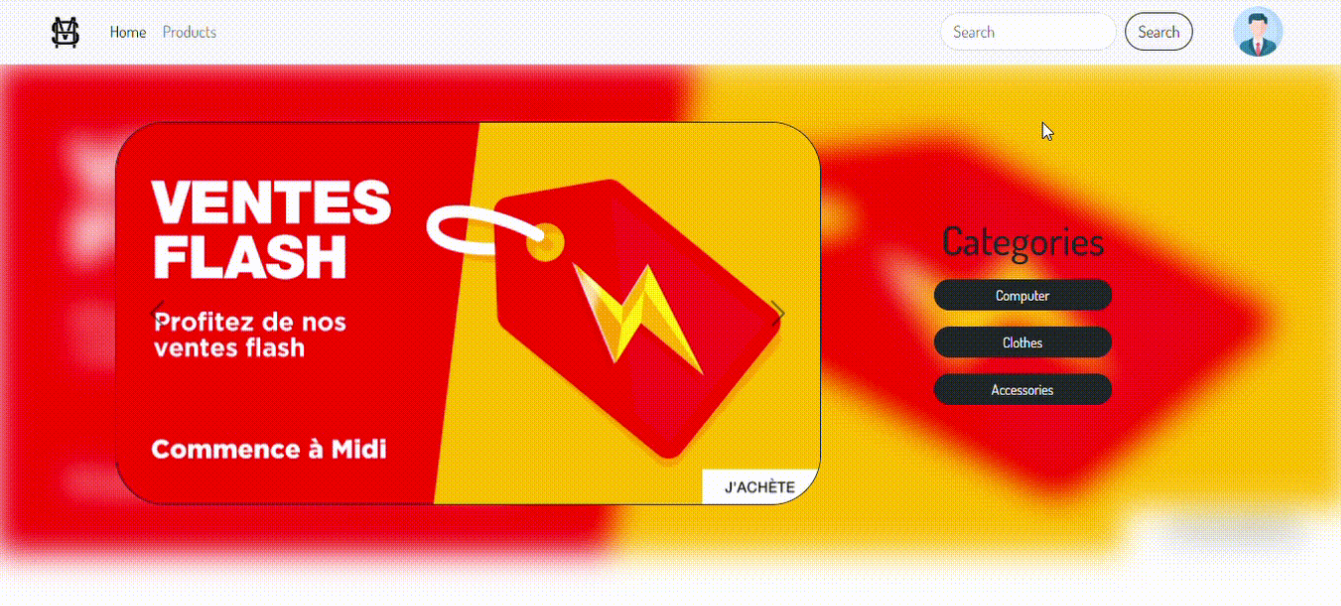 Home
Products
Search
Search
VENTES
FLASH
Profitez de nos
ventes flash
Commence à Midi
J'ACHÈTE
Categories
Computer
Clothes
Accessories